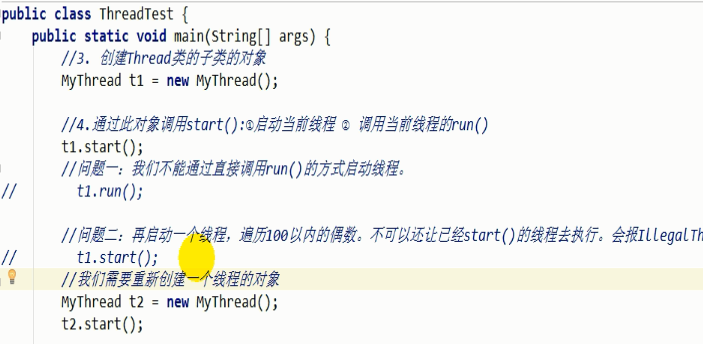 public class ThreadTest {
public static void main(String[] args) {
//3. 创建Thread类的子类的对象
MyThread t1 = new MyThread();
//4.通过此对象调用start():①启动当前线程 ② 调用当前线程的run()
t1.start();
//问题一：我们不能通过直接调用run()的方式启动线程。
// t1.run();
//问题二：再启动一个线程，遍历100以内的偶数。不可以还让已经start()的线程去执行。会报IllegalTh
// t1.start();
//我们需要重新创建一个线程的对象
MyThread t2 = new MyThread();
t2.start();